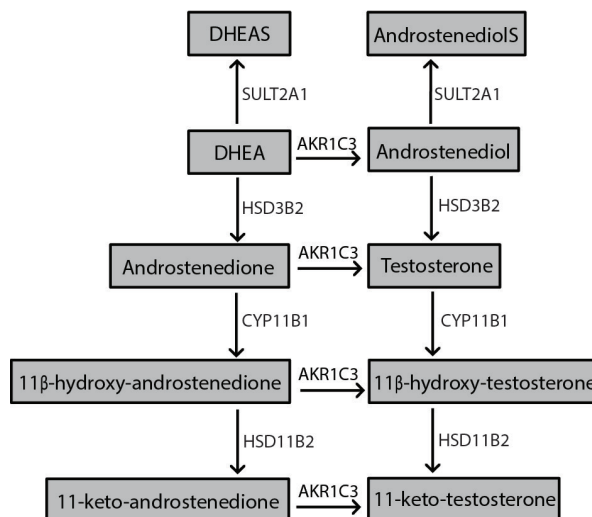 DHEAS
AndrostenediolS
SULT2A1
SULT2A1
DHEA
AKR1C3
Androstenediol
HSD3B2
HSD3B2
Androstenedione
AKR1C3
Testosterone
CYP11B1
CYP11B1
11β-hydroxy-androstenedione
AKR1C3
11β-hydroxy-testosterone
HSD11B2
HSD11B2
11-keto-androstenedione
AKR1C3
11-keto-testosterone